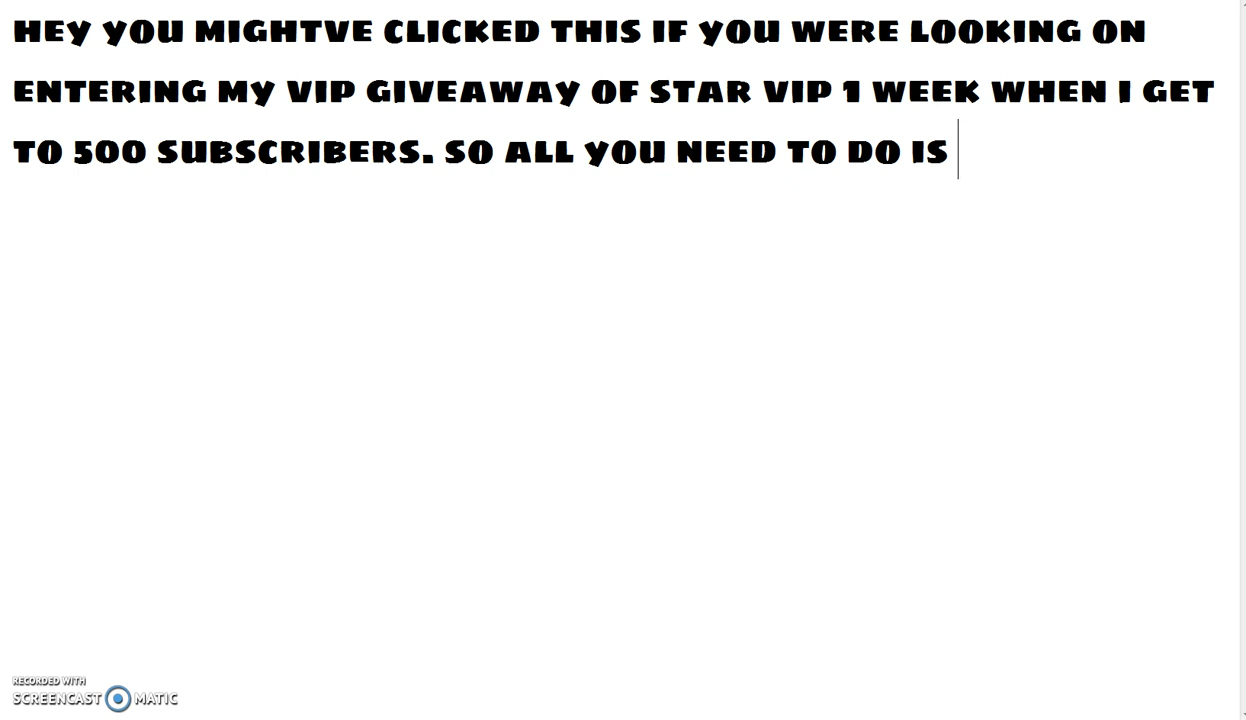 HEY YOU MIGHTVE CLICKED THIS IF YOU WERE LOOKING ON
ENTERING MY VIP GIVEAWAY OF STAR VIP 1 WEEK WHEN I GET
TO 500 SUBSCRIBERS. SO ALL YOU NEED TO DO IS
RECORDED WITH
SCREENCAST MATIC